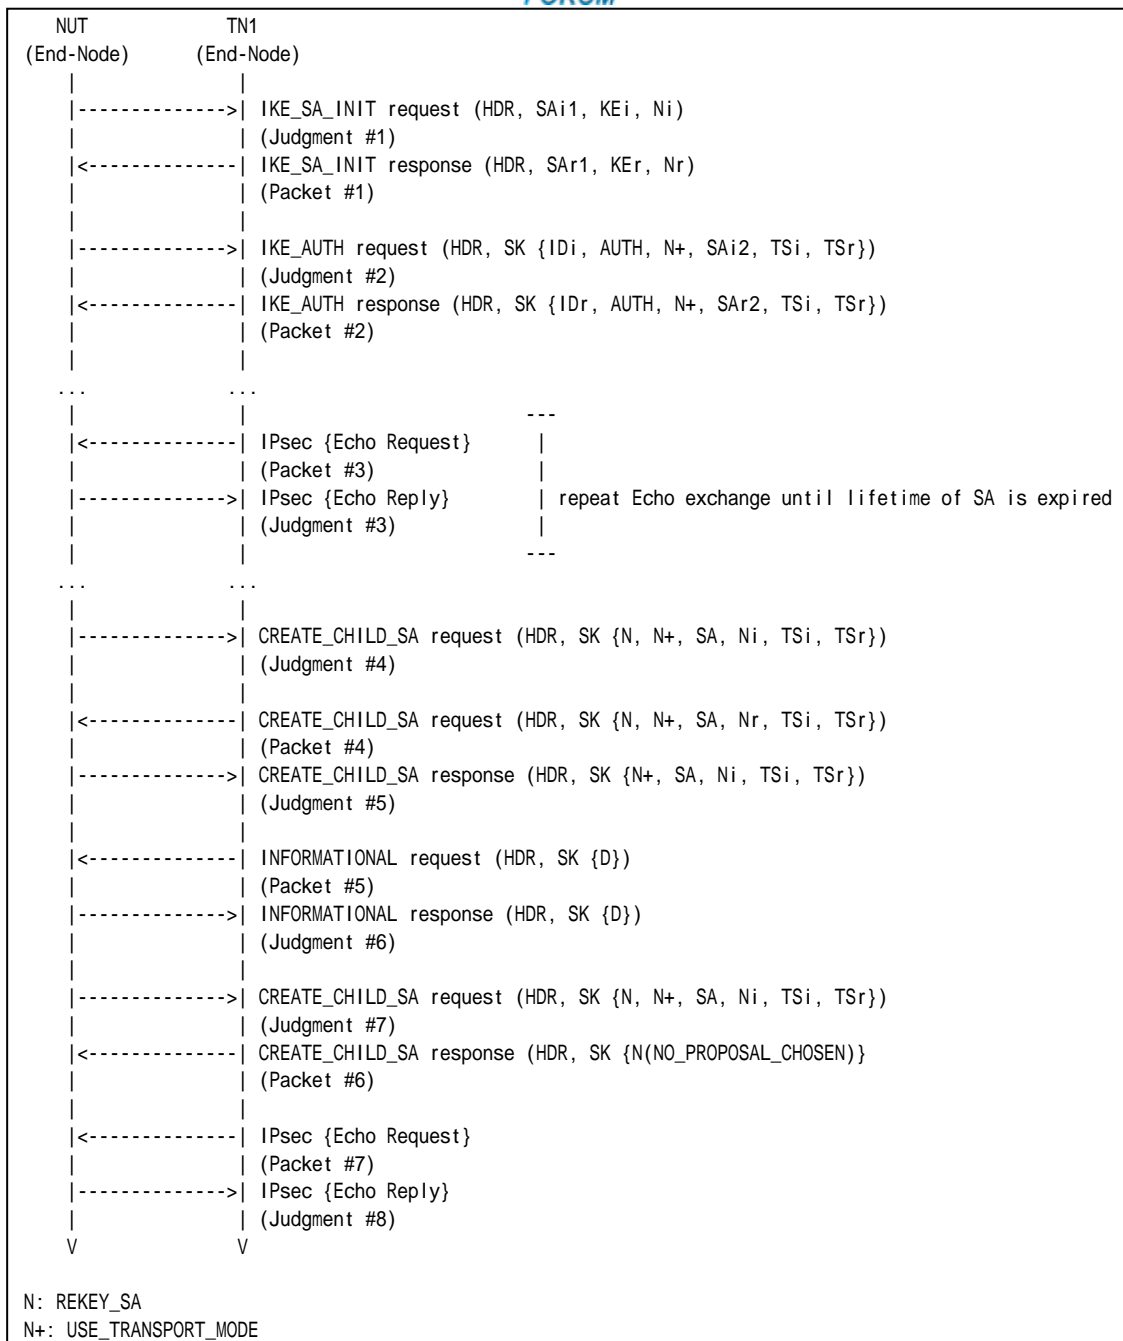 FORUM
NUT TN1
(End-Node) (End-Node)
| |
|-------------->| IKE_SA_INIT request (HDR, SAi1, KEi, Ni)
| | (Judgment #1)
|<--------------| IKE_SA_INIT response (HDR, SAr1, KEr, Nr)
| | (Packet #1)
| |
|-------------->| IKE_AUTH request (HDR, SK {IDi, AUTH, N+, SAi2, TSi, TSr})
| | (Judgment #2)
|<--------------| IKE_AUTH response (HDR, SK {IDr, AUTH, N+, SAr2, TSi, TSr})
| | (Packet #2)
| |
... ...
| | ---
|<--------------| IPsec {Echo Request} |
| | (Packet #3) |
|-------------->| IPsec {Echo Reply} | repeat Echo exchange until lifetime of SA is expired
| | (Judgment #3) |
| | ---
... ...
| |
|-------------->| CREATE_CHILD_SA request (HDR, SK {N, N+, SA, Ni, TSi, TSr})
| | (Judgment #4)
| |
|<--------------| CREATE_CHILD_SA request (HDR, SK {N, N+, SA, Nr, TSi, TSr})
| | (Packet #4)
|-------------->| CREATE_CHILD_SA response (HDR, SK {N+, SA, Ni, TSi, TSr})
| | (Judgment #5)
| |
|<--------------| INFORMATIONAL request (HDR, SK {D})
| | (Packet #5)
|-------------->| INFORMATIONAL response (HDR, SK {D})
| | (Judgment #6)
| |
|-------------->| CREATE_CHILD_SA request (HDR, SK {N, N+, SA, Ni, TSi, TSr})
| | (Judgment #7)
|<--------------| CREATE_CHILD_SA response (HDR, SK {N(NO_PROPOSAL_CHOSEN)}
| | (Packet #6)
| |
|<--------------| IPsec {Echo Request}
| | (Packet #7)
|-------------->| IPsec {Echo Reply}
| | (Judgment #8)
V V
N: REKEY_SA
N+: USE_TRANSPORT_MODE